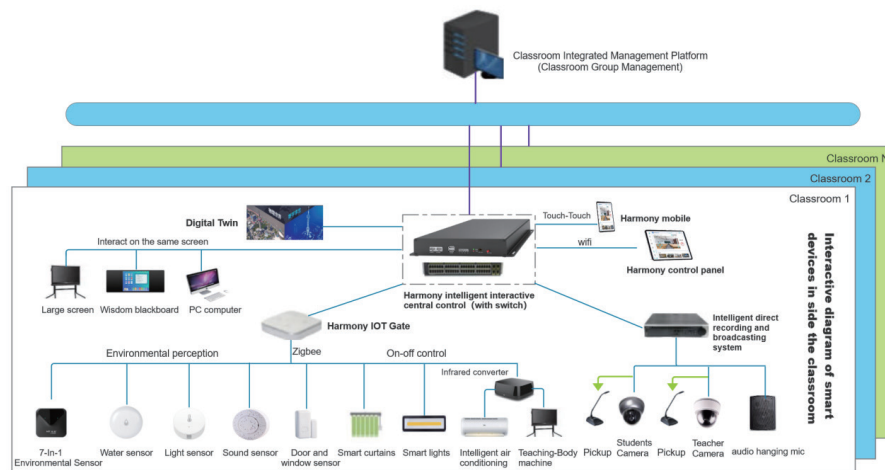 Classroom Integrated Management Platform
(Classroom Group Management)
Classroom N
Classroom 2
Classroom 1
Digital Twin
Touch-Touch
Harmony mobile
Interact on the same screen
wifi
Harmony control panel
Large screen
Wisdom blackboard
PC computer
Harmony intelligent interactive
central control（with switch）
Interactive diagram of smart
devices in side the classroom
Harmony IOT Gate
Intelligent direct
recording and
broadcasting
system
Environmental perception
Zigbee
On-off control
Infrared converter
7-In-1
Environmental Sensor
Water sensor
Light sensor
Sound sensor
Door and
window sensor
Smart curtains
Smart lights
Intelligent air
conditioning
Teaching-Body
machine
Pickup
Students
Camera
Pickup
Teacher
Camera
audio hanging mic